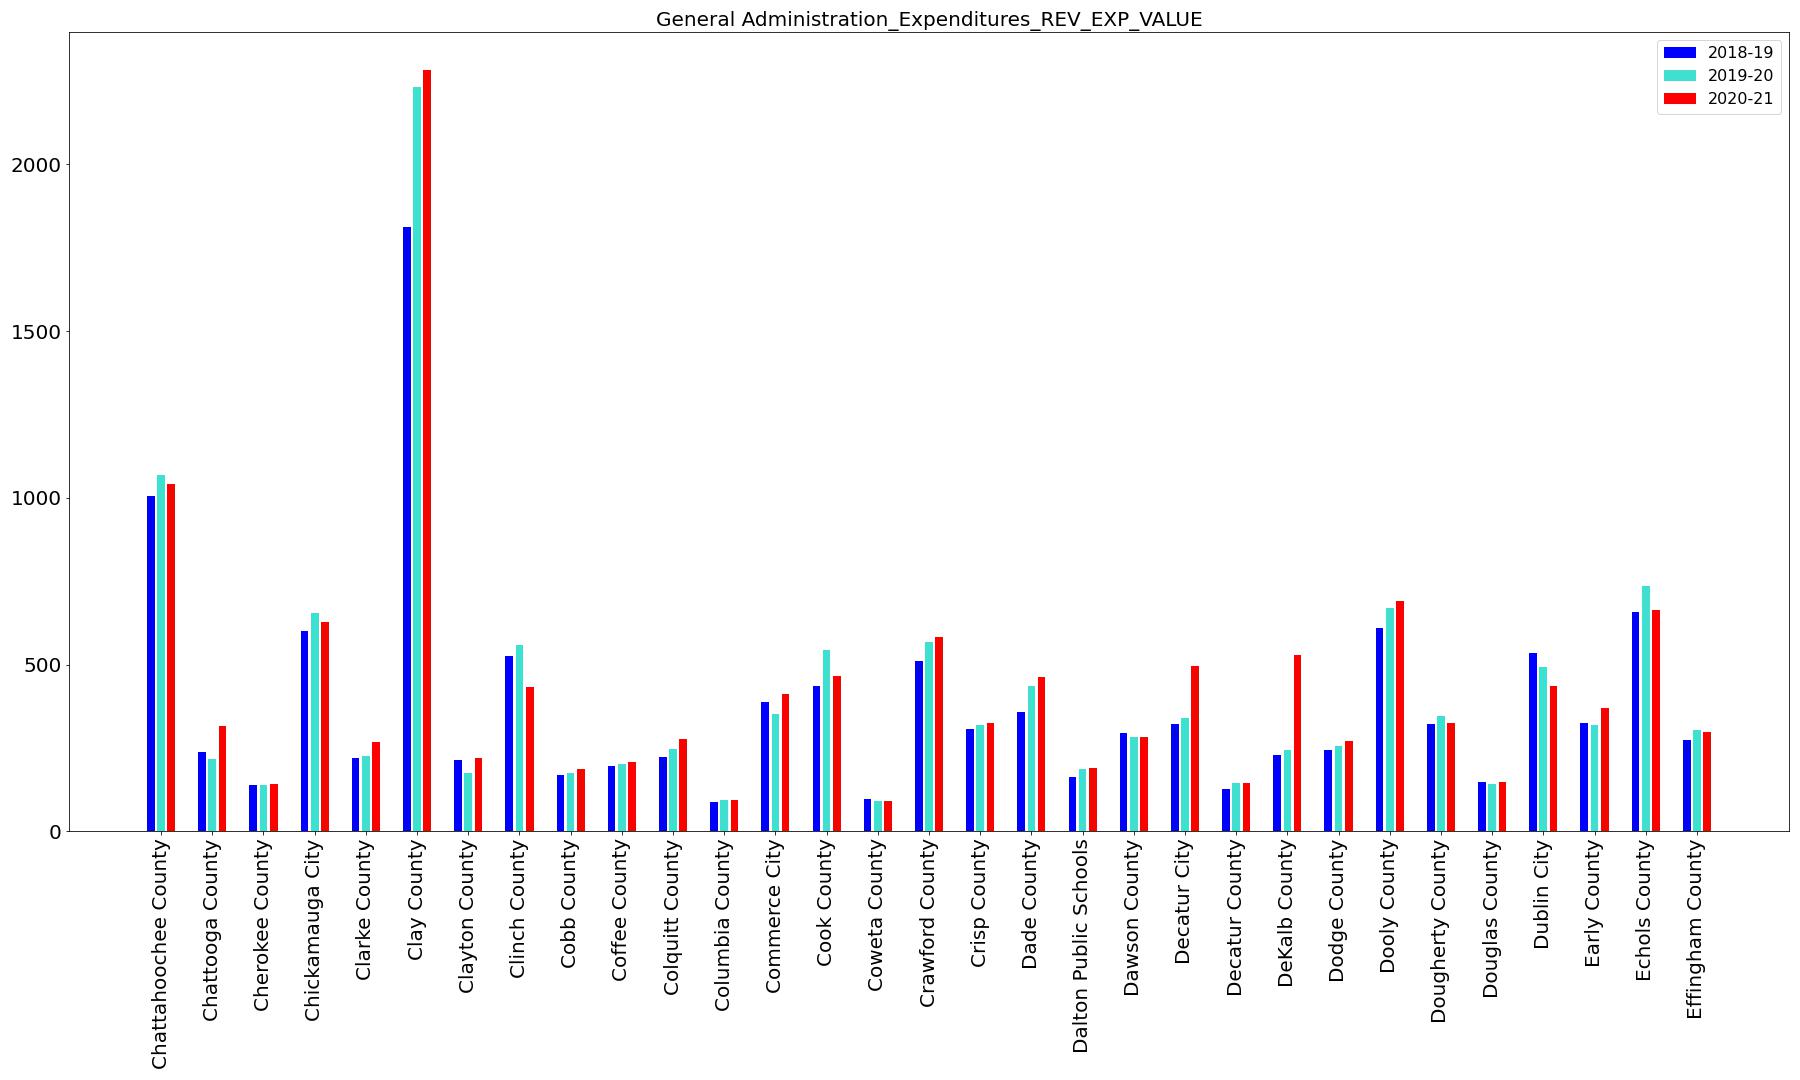 General Administration_Expenditures_REV_EXP_VALUE
2018-19
2019-20
2020-21
2000
1500
1000
500
0
Chattahoochee County
Chattooga County
Cherokee County
Chickamauga City
Clarke County
Clay County
Clayton County
Clinch County
Cobb County
Coffee County
Colquitt County
Columbia County
Commerce City
Cook County
Coweta County
Crawford County
Crisp County
Dade County
Dalton Public Schools
Dawson County
Decatur City
Decatur County
DeKalb County
Dodge County
Dooly County
Dougherty County
Douglas County
Dublin City
Early County
Echols County
Effingham County